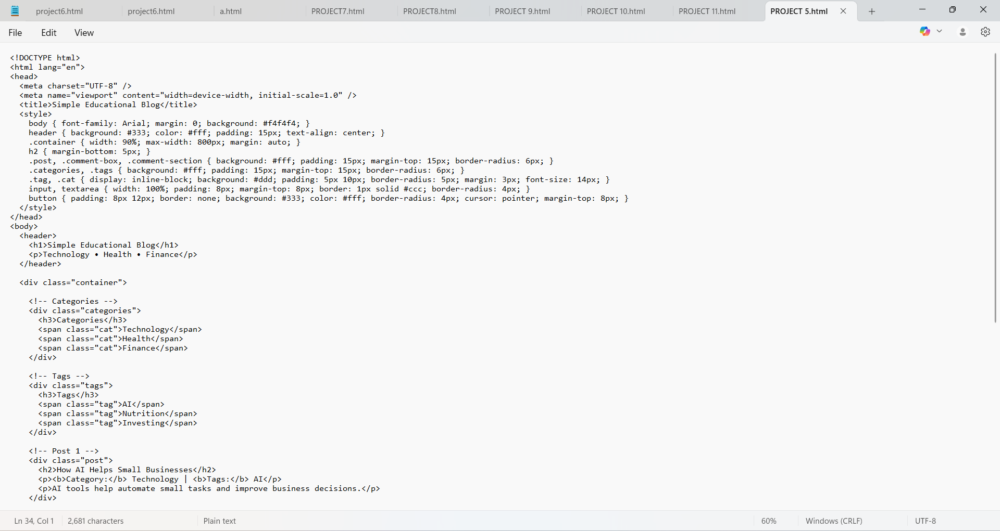 project6.html project6.html a.html PROJECT7.html PROJECT8.html PROJECT 9.html PROJECT 10.html PROJECT 11.html PROJECT 5.html
File Edit View
<!DOCTYPE html>
<html lang="en">
<head>
  <meta charset="UTF-8" />
  <meta name="viewport" content="width=device-width, initial-scale=1.0" />
  <title>Simple Educational Blog</title>
  <style>
    body { font-family: Arial; margin: 0; background: #f4f4f4; }
    header { background: #333; color: #fff; padding: 15px; text-align: center; }
    .container { width: 90%; max-width: 800px; margin: auto; }
    h2 { margin-bottom: 5px; }
    .post, .comment-box, .comment-section { background: #fff; padding: 15px; margin-top: 15px; border-radius: 6px; }
    .categories, .tags { background: #fff; padding: 15px; margin-top: 15px; border-radius: 6px; }
    .tag, .cat { display: inline-block; background: #ddd; padding: 5px 10px; border-radius: 5px; margin: 3px; font-size: 14px; }
    input, textarea { width: 100%; padding: 8px; margin-top: 8px; border: 1px solid #ccc; border-radius: 4px; }
    button { padding: 8px 12px; border: none; background: #333; color: #fff; border-radius: 4px; cursor: pointer; margin-top: 8px; }
  </style>
</head>
<body>
  <header>
    <h1>Simple Educational Blog</h1>
    <p>Technology • Health • Finance</p>
  </header>
  <div class="container">
    <!-- Categories -->
    <div class="categories">
      <h3>Categories</h3>
      <span class="cat">Technology</span>
      <span class="cat">Health</span>
      <span class="cat">Finance</span>
    </div>
    <!-- Tags -->
    <div class="tags">
      <h3>Tags</h3>
      <span class="tag">AI</span>
      <span class="tag">Nutrition</span>
      <span class="tag">Investing</span>
    </div>
    <!-- Post 1 -->
    <div class="post">
      <h2>How AI Helps Small Businesses</h2>
      <p><b>Category:</b> Technology | <b>Tags:</b> AI</p>
      <p>AI tools help automate small tasks and improve business decisions.</p>
    </div>
Ln 34, Col 1 2,681 characters Plain text 60% Windows (CRLF) UTF-8